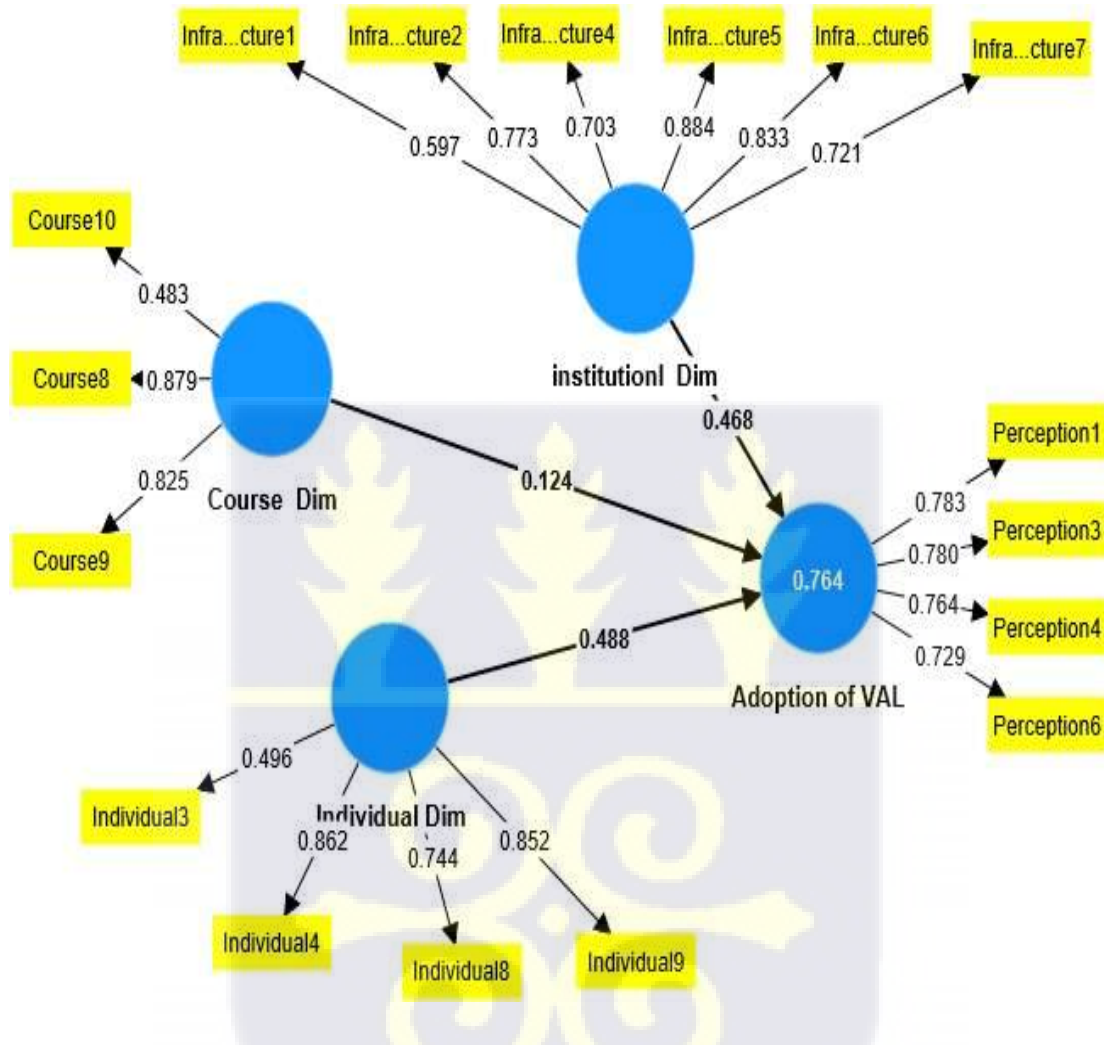 Infra...cture1
Infra...cture2
Infra...cture4
Infra...cture5
Infra...cture6
Infra...cture7
0.597
0.773
0.703
0.884
0.833
0.721
Course10
0.483
Course8
0.879
0.825
Course9
Course Dim
institutionl Dim
0.468
0.124
0.488
Perception1
0.783
Perception3
0.780
0.764
0.764
Perception4
0.729
Perception6
Adoption of VAL
0.496
Individual3
Individual Dim
0.862
0.744
0.852
Individual4
Individual8
Individual9